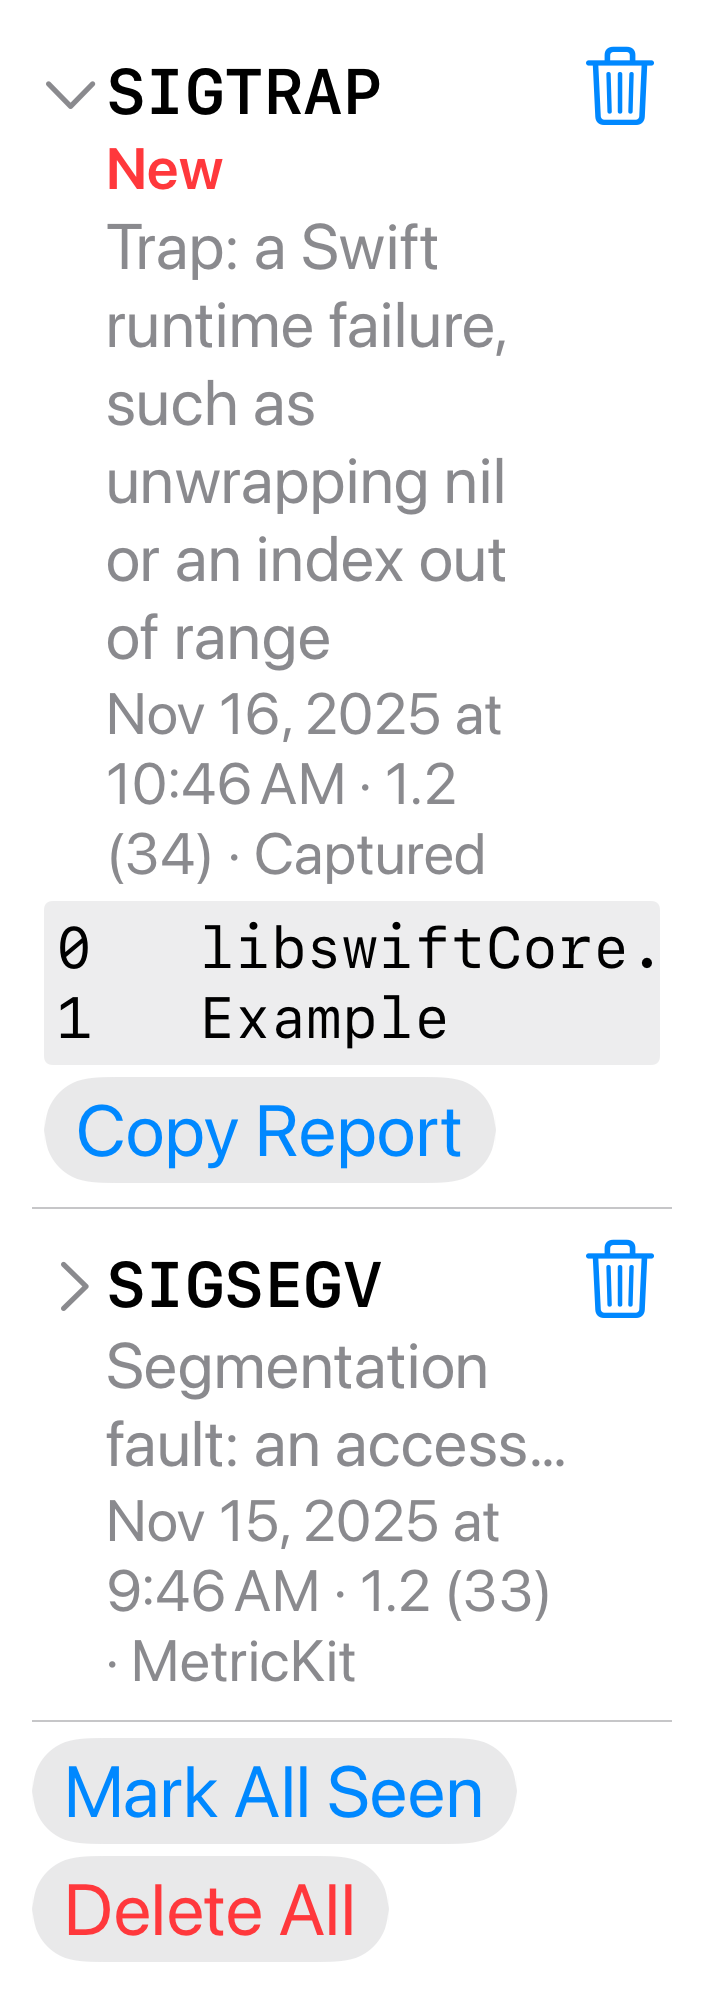 SIGTRAP
New
Trap: a Swift
runtime failure,
such as
unwrapping nil
or an index out
of range
Nov 16, 2025 at
10:46 AM · 1.2
(34) · Captured
0   libswiftCore.
1   Example
Copy Report
SIGSEGV
Segmentation
fault: an access…
Nov 15, 2025 at
9:46 AM · 1.2 (33)
· MetricKit
Mark All Seen
Delete All